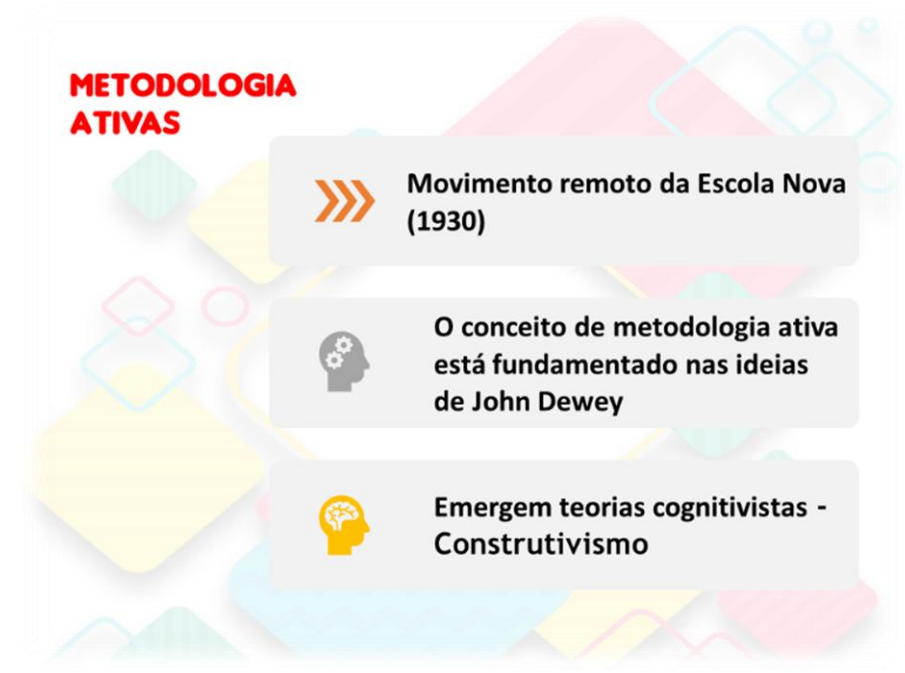 METODOLOGIA
ATIVAS
Movimento remoto da Escola Nova
(1930)
O conceito de metodologia ativa
está fundamentado nas ideias
de John Dewey
Emergem teorias cognitivistas -
Construtivismo